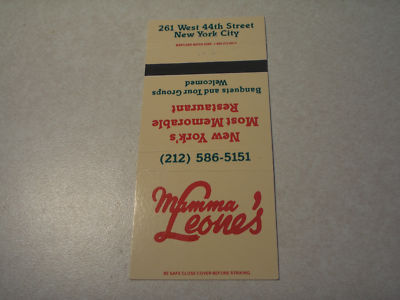 261 West 44th Street
New York City
Banquets and Tour Groups
Welcomed
New York's
Most Memorable
Restaurant
(212) 586-5151
Mamma
Leone's
BE SAFE CLOSE COVER BEFORE STRIKING